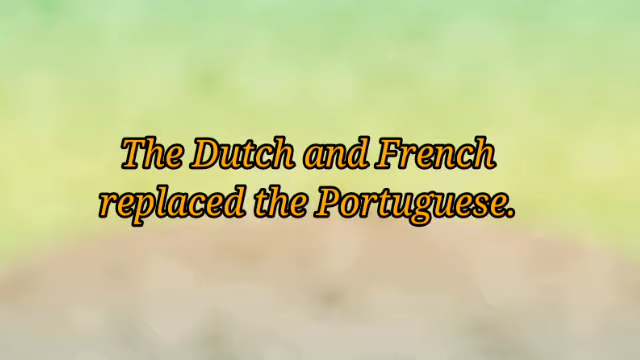 The Dutch and French
replaced the Portuguese.